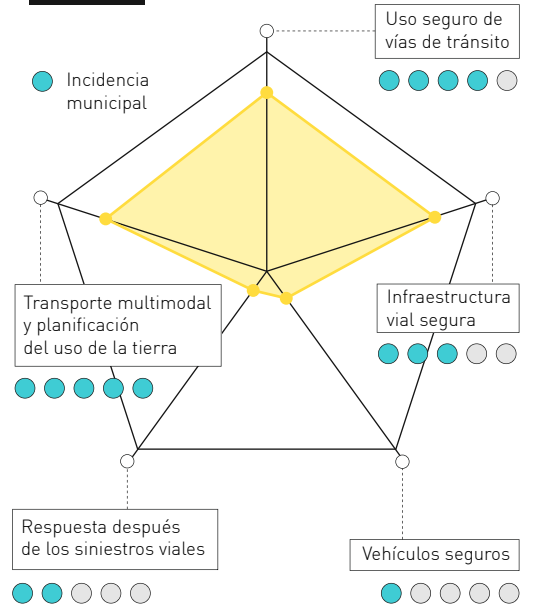 Uso seguro de
vías de tránsito
Incidencia
municipal
Transporte multimodal
y planificación
del uso de la tierra
Infraestructura
vial segura
Respuesta después
de los siniestros viales
Vehículos seguros